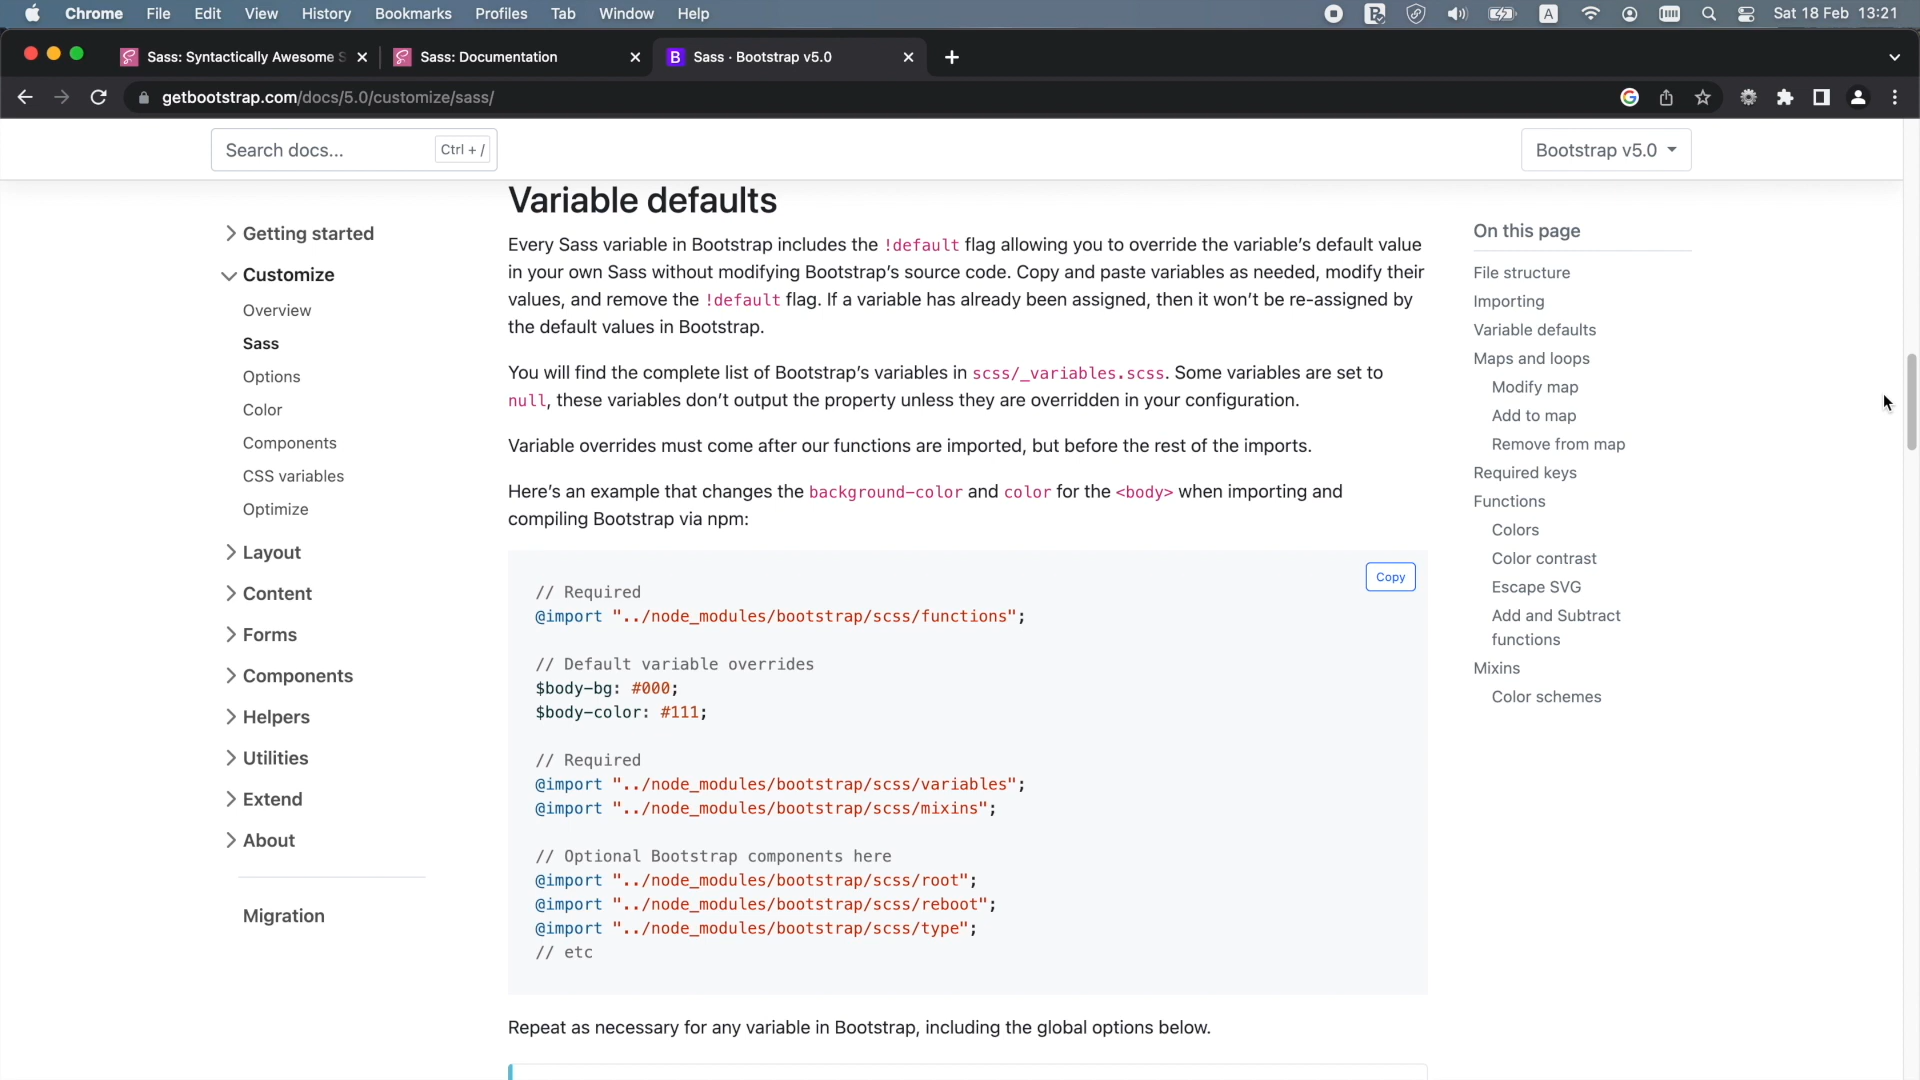 Chrome File Edit View History Bookmarks Profiles Tab Window Help A Sat 18 Feb 13:21
Sass: Syntactically Awesome S Sass: Documentation B Sass · Bootstrap v5.0
getbootstrap.com/docs/5.0/customize/sass/
Search docs... Ctrl + /
Bootstrap v5.0
Getting started
Customize
Overview
Sass
Options
Color
Components
CSS variables
Optimize
Layout
Content
Forms
Components
Helpers
Utilities
Extend
About
Migration
Variable defaults
Every Sass variable in Bootstrap includes the !default flag allowing you to override the variable's default value
in your own Sass without modifying Bootstrap's source code. Copy and paste variables as needed, modify their
values, and remove the !default flag. If a variable has already been assigned, then it won't be re-assigned by
the default values in Bootstrap.
You will find the complete list of Bootstrap's variables in scss/_variables.scss. Some variables are set to
null, these variables don't output the property unless they are overridden in your configuration.
Variable overrides must come after our functions are imported, but before the rest of the imports.
Here's an example that changes the background-color and color for the <body> when importing and
compiling Bootstrap via npm:
Copy
// Required
@import "../node_modules/bootstrap/scss/functions";
// Default variable overrides
$body-bg: #000;
$body-color: #111;
// Required
@import "../node_modules/bootstrap/scss/variables";
@import "../node_modules/bootstrap/scss/mixins";
// Optional Bootstrap components here
@import "../node_modules/bootstrap/scss/root";
@import "../node_modules/bootstrap/scss/reboot";
@import "../node_modules/bootstrap/scss/type";
// etc
Repeat as necessary for any variable in Bootstrap, including the global options below.
On this page
File structure
Importing
Variable defaults
Maps and loops
Modify map
Add to map
Remove from map
Required keys
Functions
Colors
Color contrast
Escape SVG
Add and Subtract
functions
Mixins
Color schemes